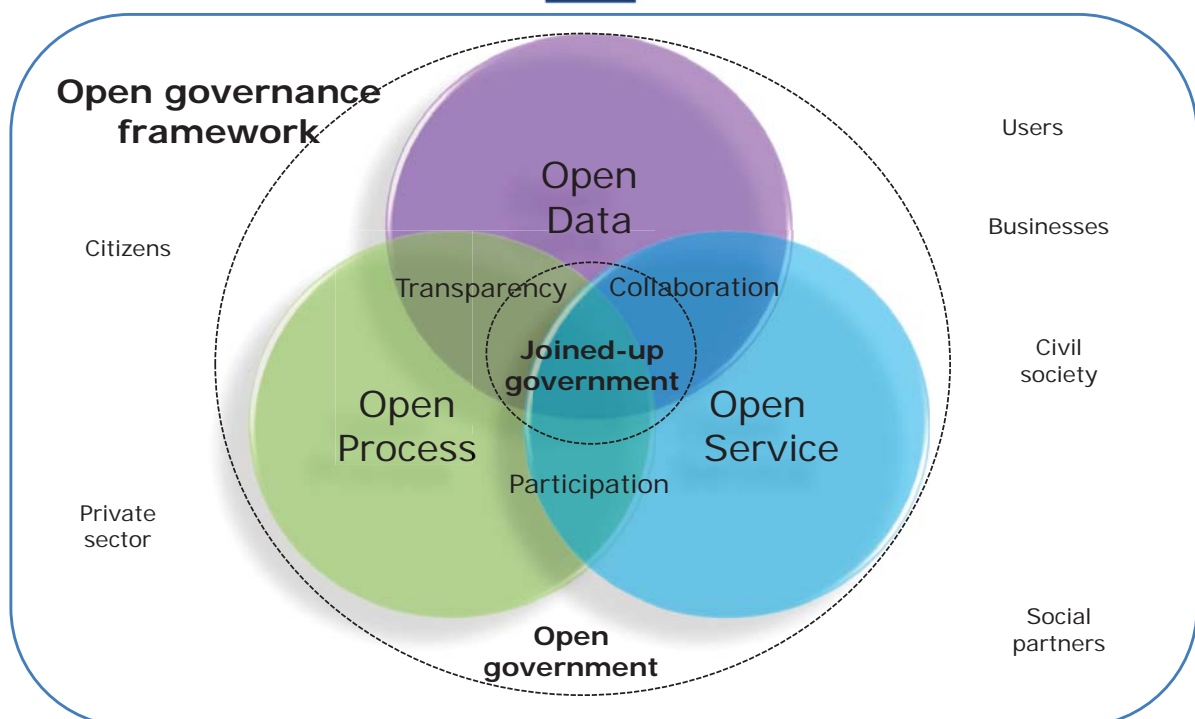 Open governance
framework
Users
Citizens
Businesses
Open
Data
Transparency
Collaboration
Joined-up
government
Civil
society
Open
Process
Open
Service
Participation
Private
sector
Open
government
Social
partners